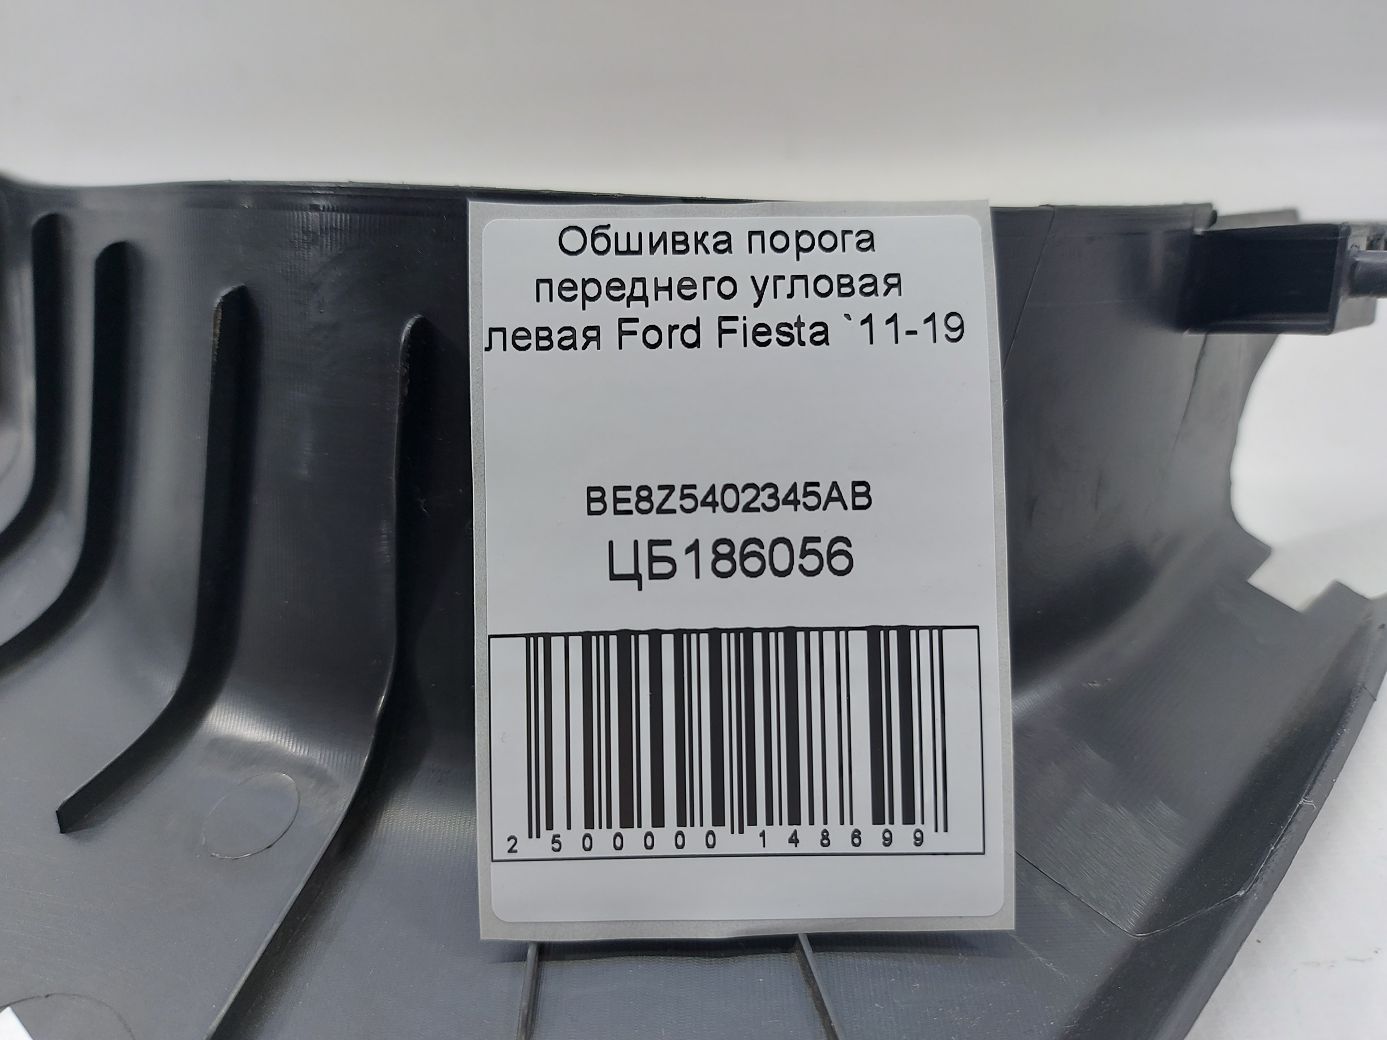 Обшивка порога
переднего угловая
левая Ford Fiesta `11-19
BE8Z5402345AB
ЦБ186056
2 500000 148699